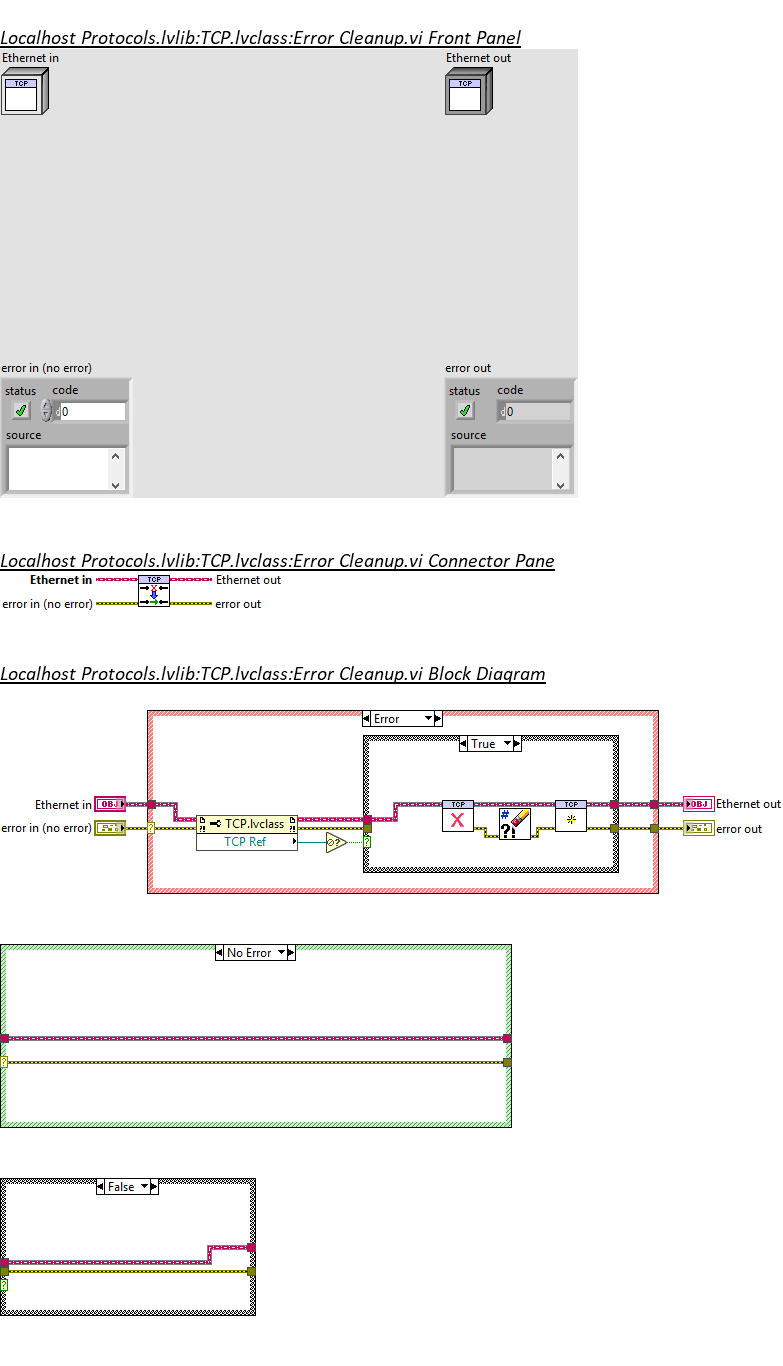 Localhost Protocols.lvlib:TCP.lvclass:Error Cleanup.vi Front Panel
Ethernet in
Ethernet out
TCP
TCP
error in (no error)
error out
status code
status code
d 0
d 0
source
source
Localhost Protocols.lvlib:TCP.lvclass:Error Cleanup.vi Connector Pane
Ethernet in TCP Ethernet out
error in (no error) error out
Localhost Protocols.lvlib:TCP.lvclass:Error Cleanup.vi Block Diagram
Error
True
Ethernet in OBJ TCP TCP OBJ Ethernet out
X # ?!
error in (no error) ? ?! TCP.lvclass ?! error out
TCP Ref ? ?
No Error
?
False
?